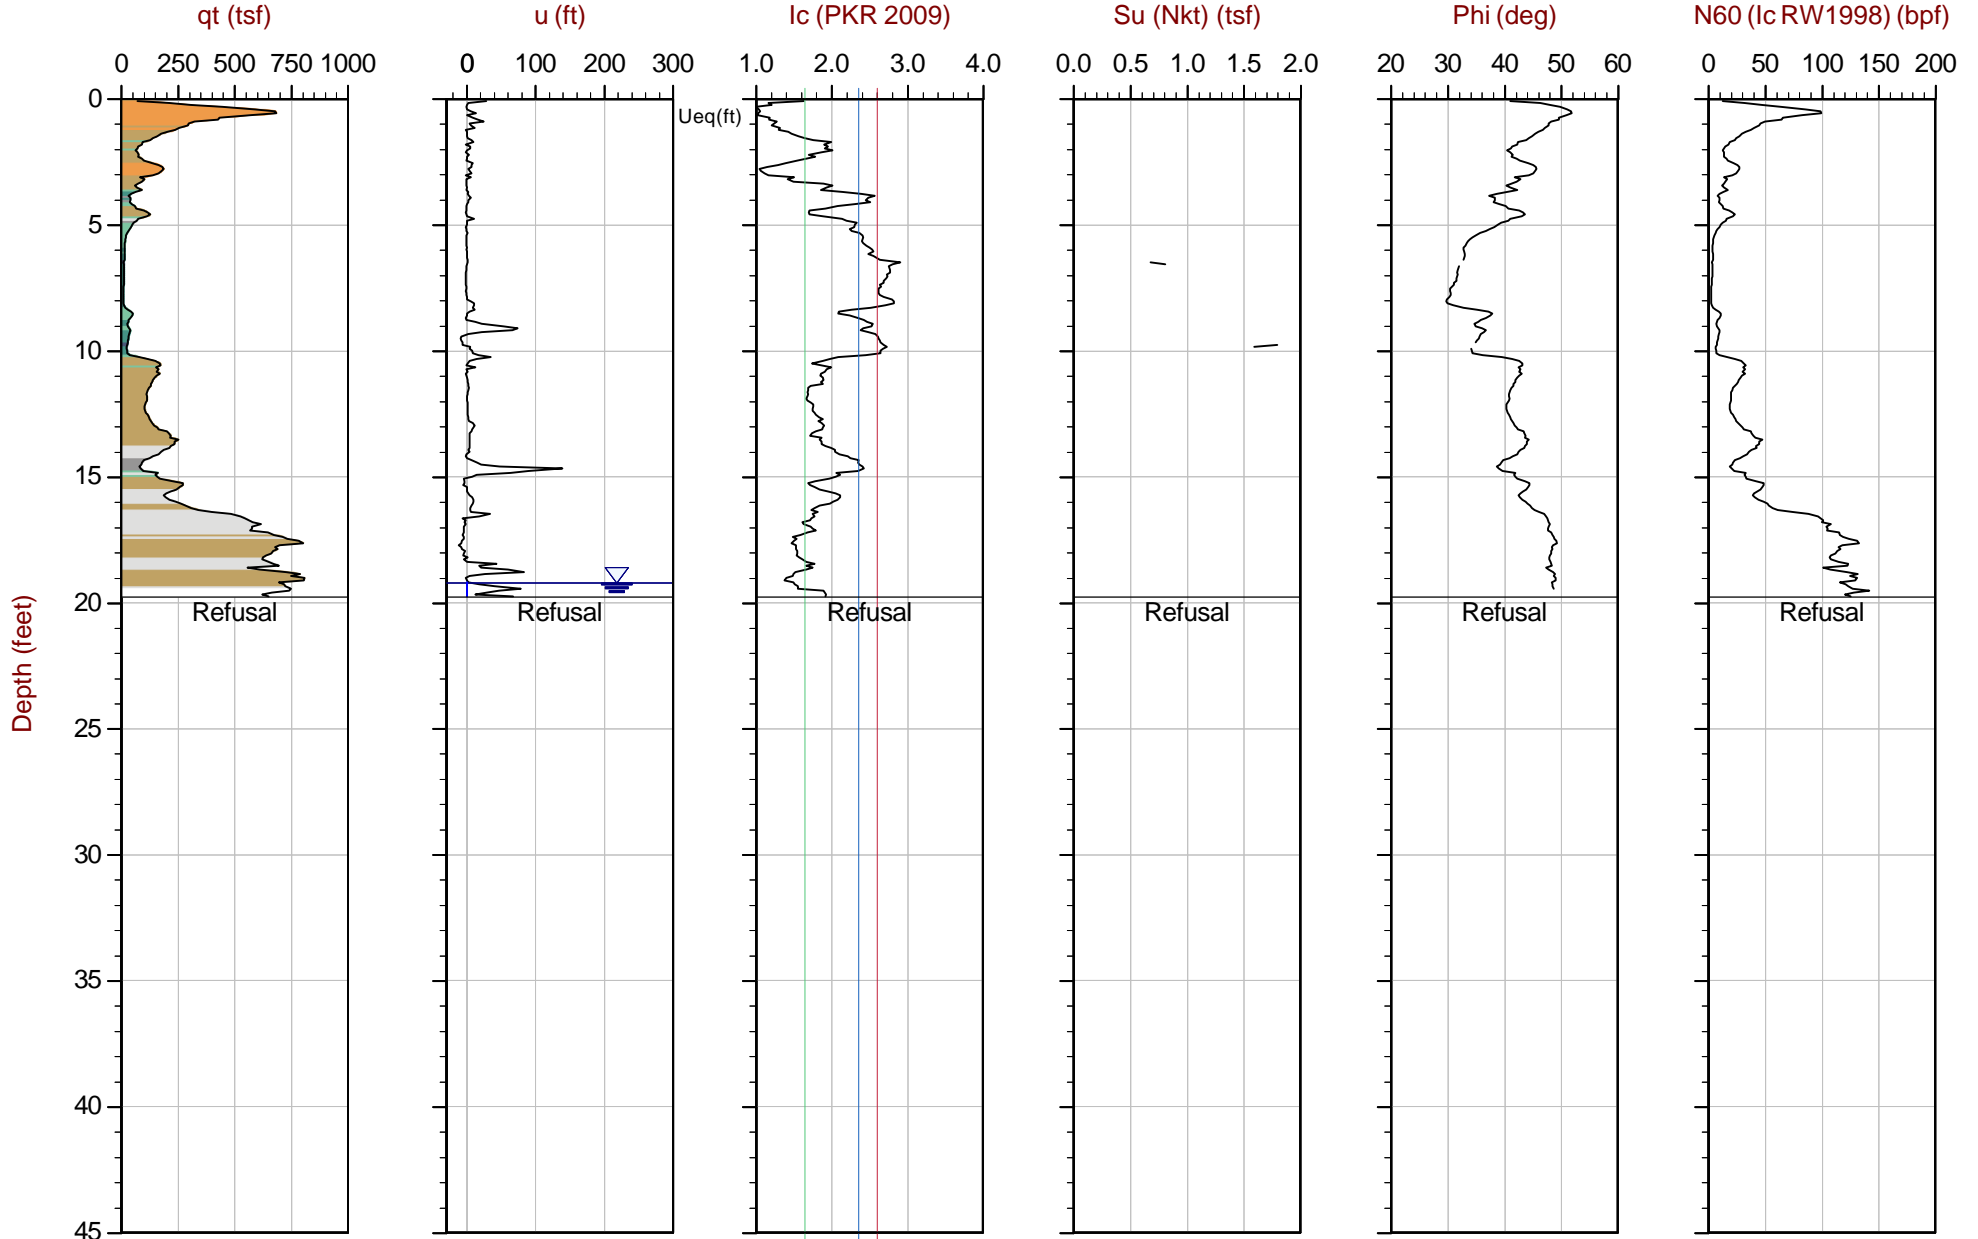 qt (tsf) u (ft) Ic (PKR 2009) Su (Nkt) (tsf) Phi (deg) N60 (Ic RW1998) (bpf)
0 250 500 750 1000 0 100 200 300 1.0 2.0 3.0 4.0 0.0 0.5 1.0 1.5 2.0 20 30 40 50 60 0 50 100 150 200
0
Ueq(ft)
5
10
15
20
Refusal Refusal Refusal Refusal Refusal Refusal
Depth (feet)
25
30
35
40
45